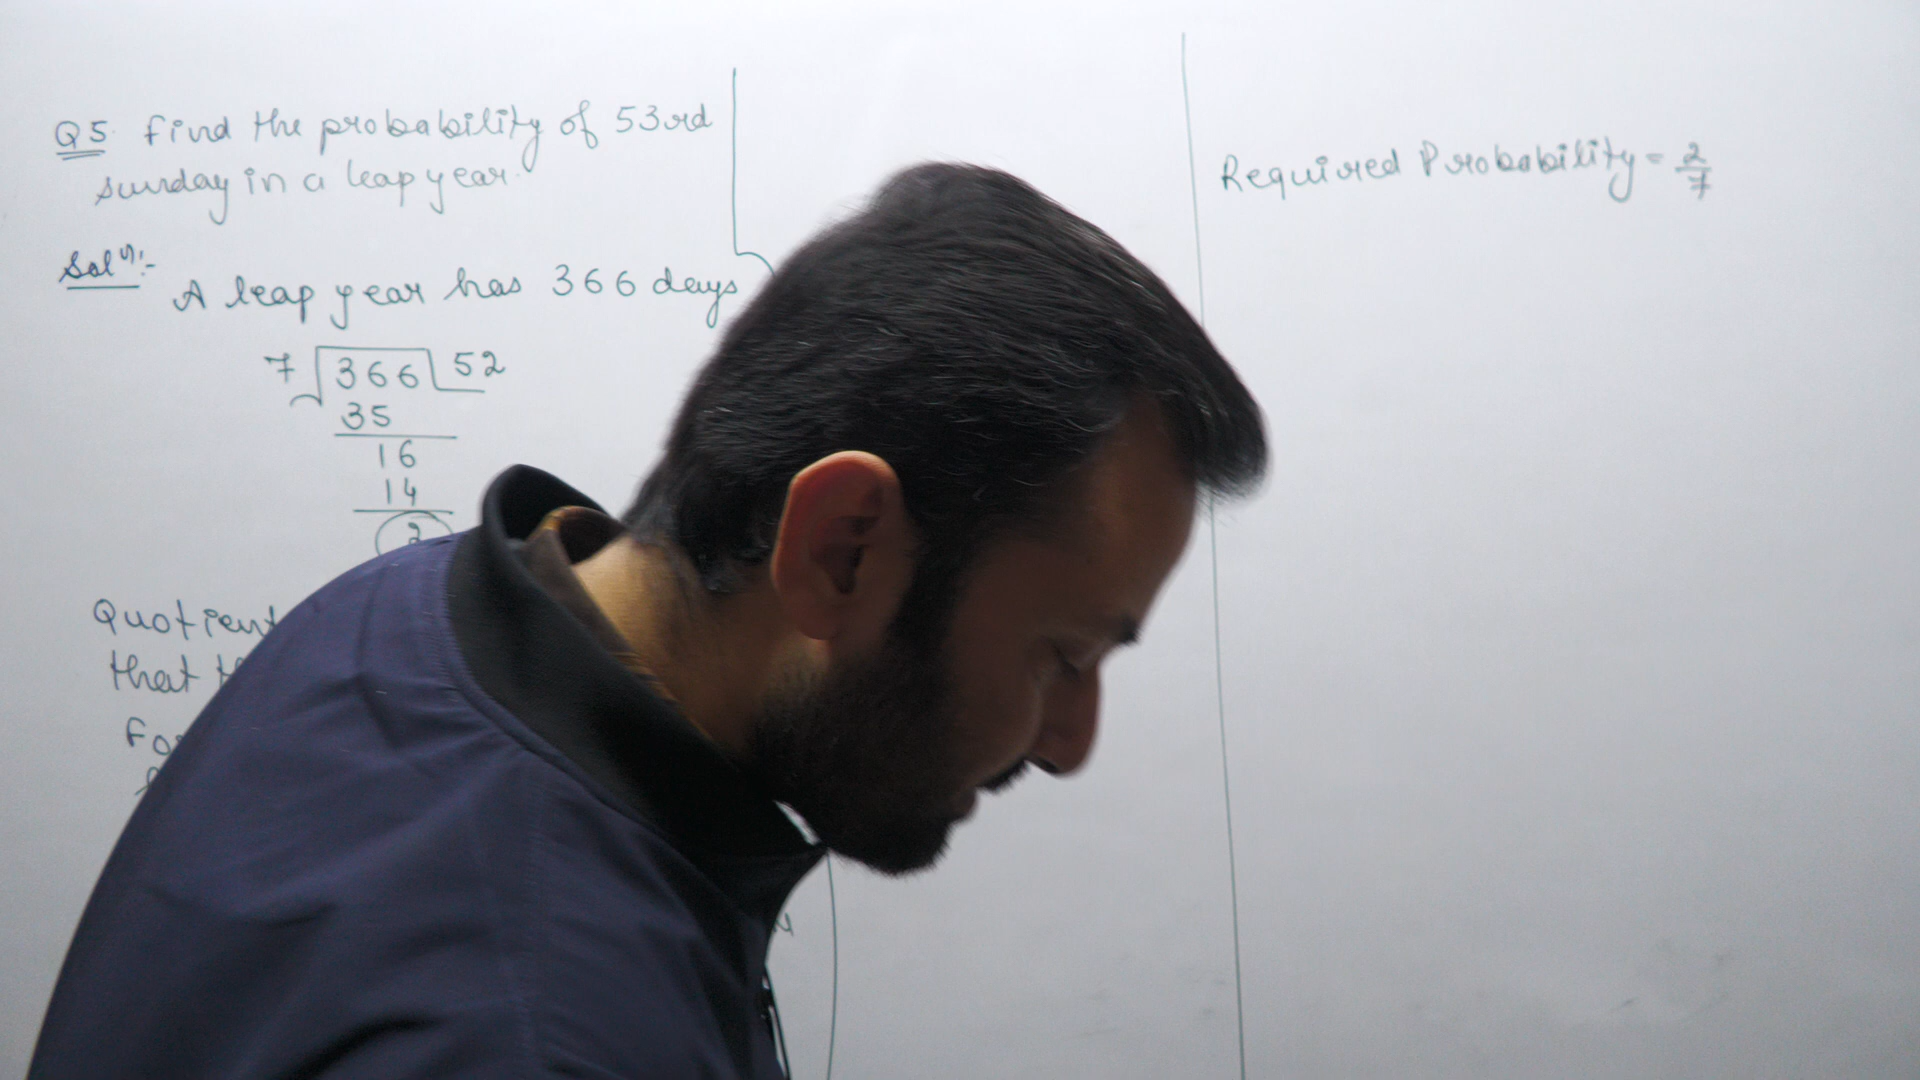 Q5. Find the probability of 53rd
sunday in a leap year.
Solⁿ:-
A leap year has 366 days
7 366 52
35
16
14
2
Quotient
that
Required Probability = 2/7